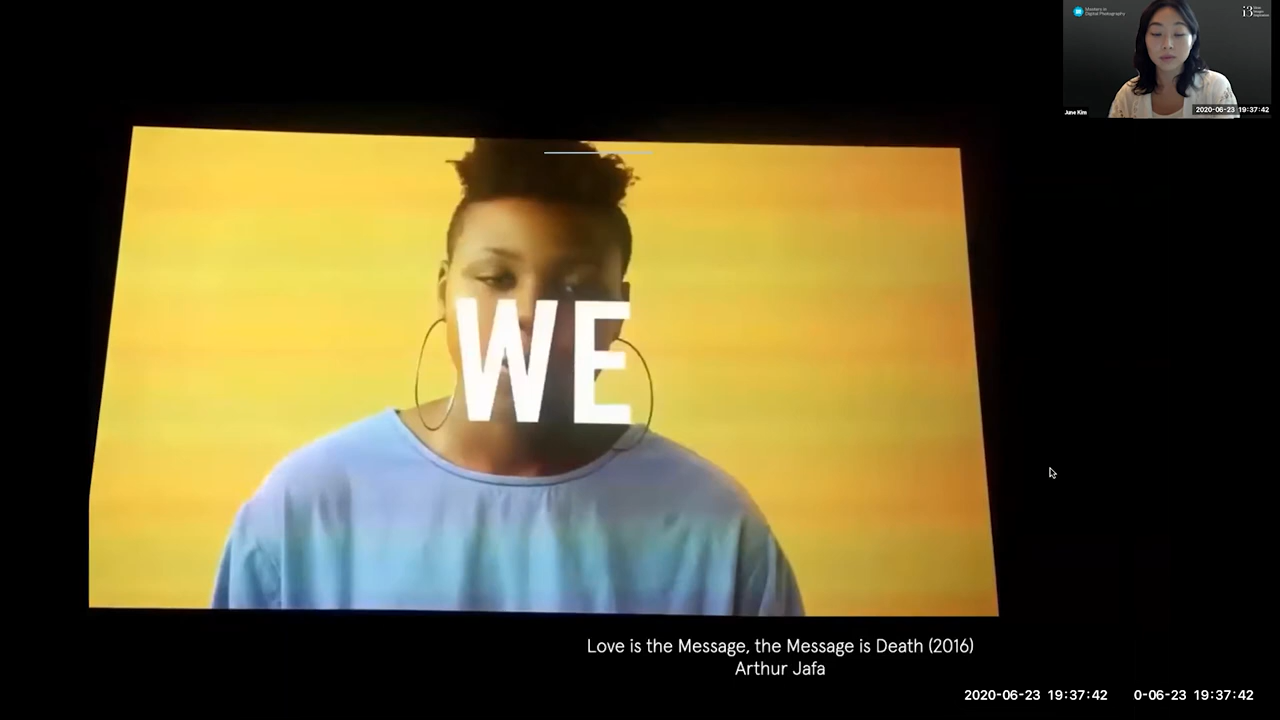 Masters in
Digital Photography
i3
June Kim
2020-06-23 19:37:42
WE
Love is the Message, the Message is Death (2016)
Arthur Jafa
2020-06-23 19:37:42
0-06-23 19:37:42